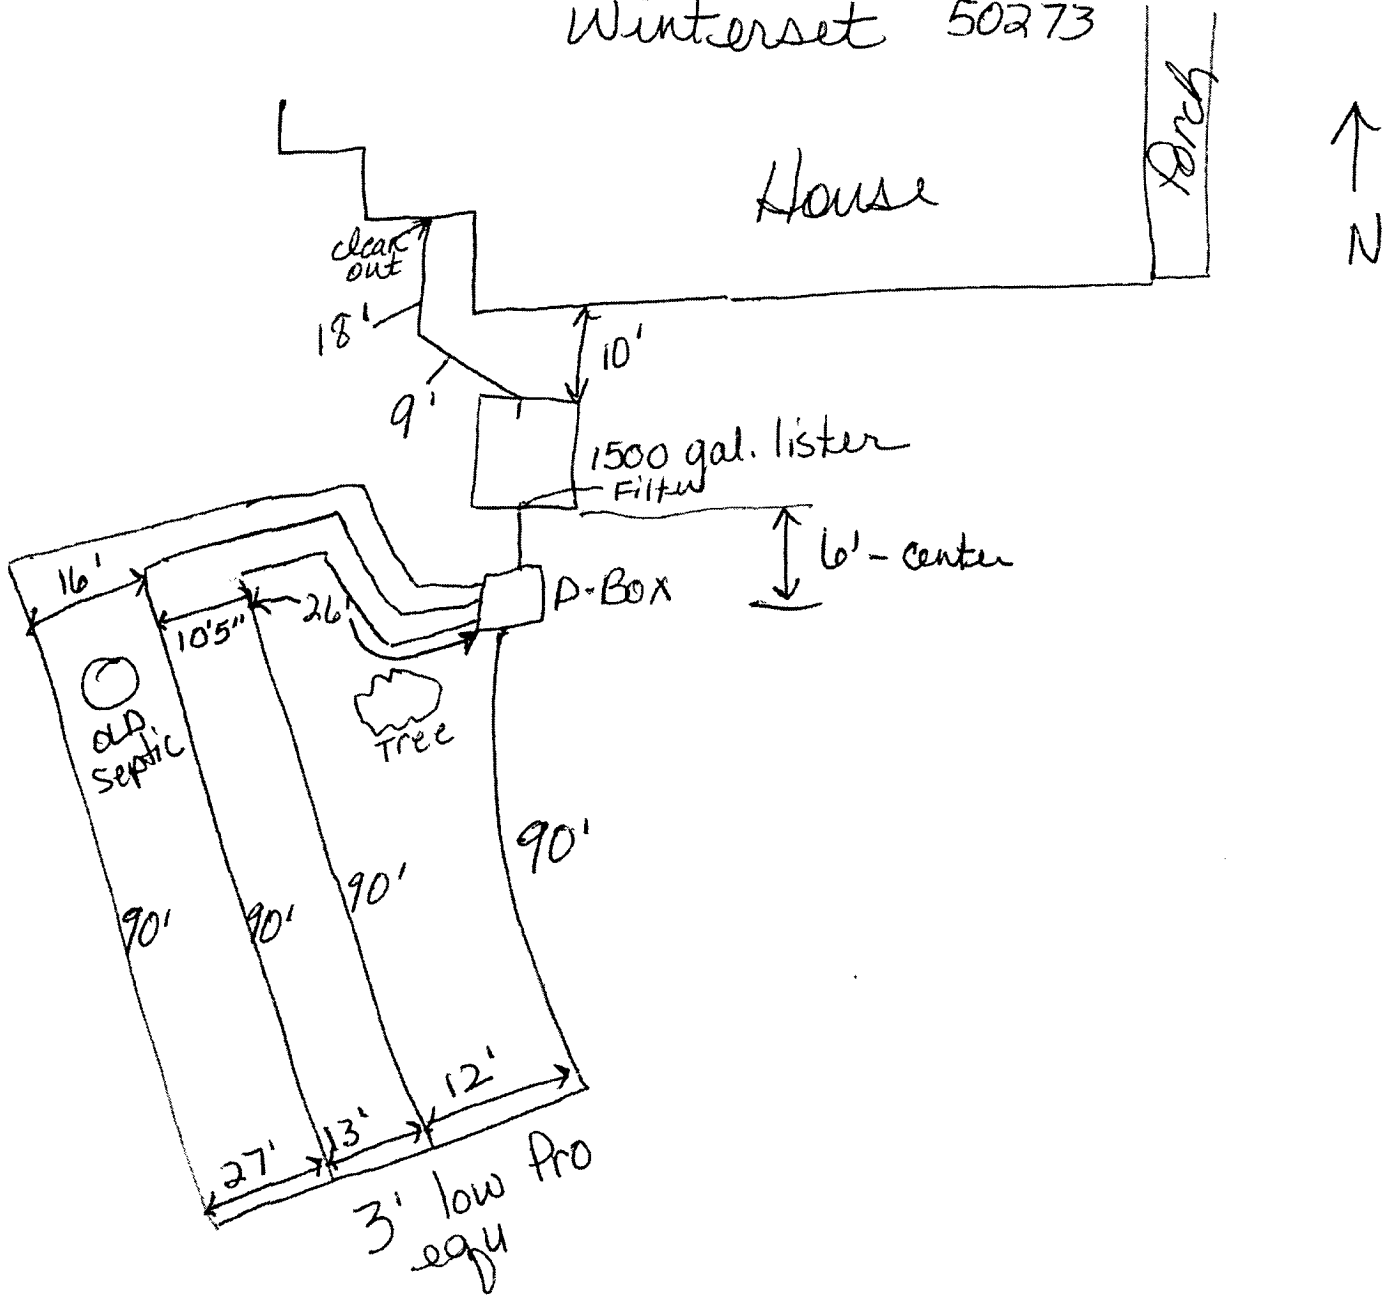 Winterset 50273
Porch
House
N
clean
out
18'
10'
9'
1500 gal. lister
Filter
6' - center
D-Box
16'
10'5"
26'
OLD
septic
Tree
90'
90'
90'
90'
12'
13'
27'
3' low Pro
equ